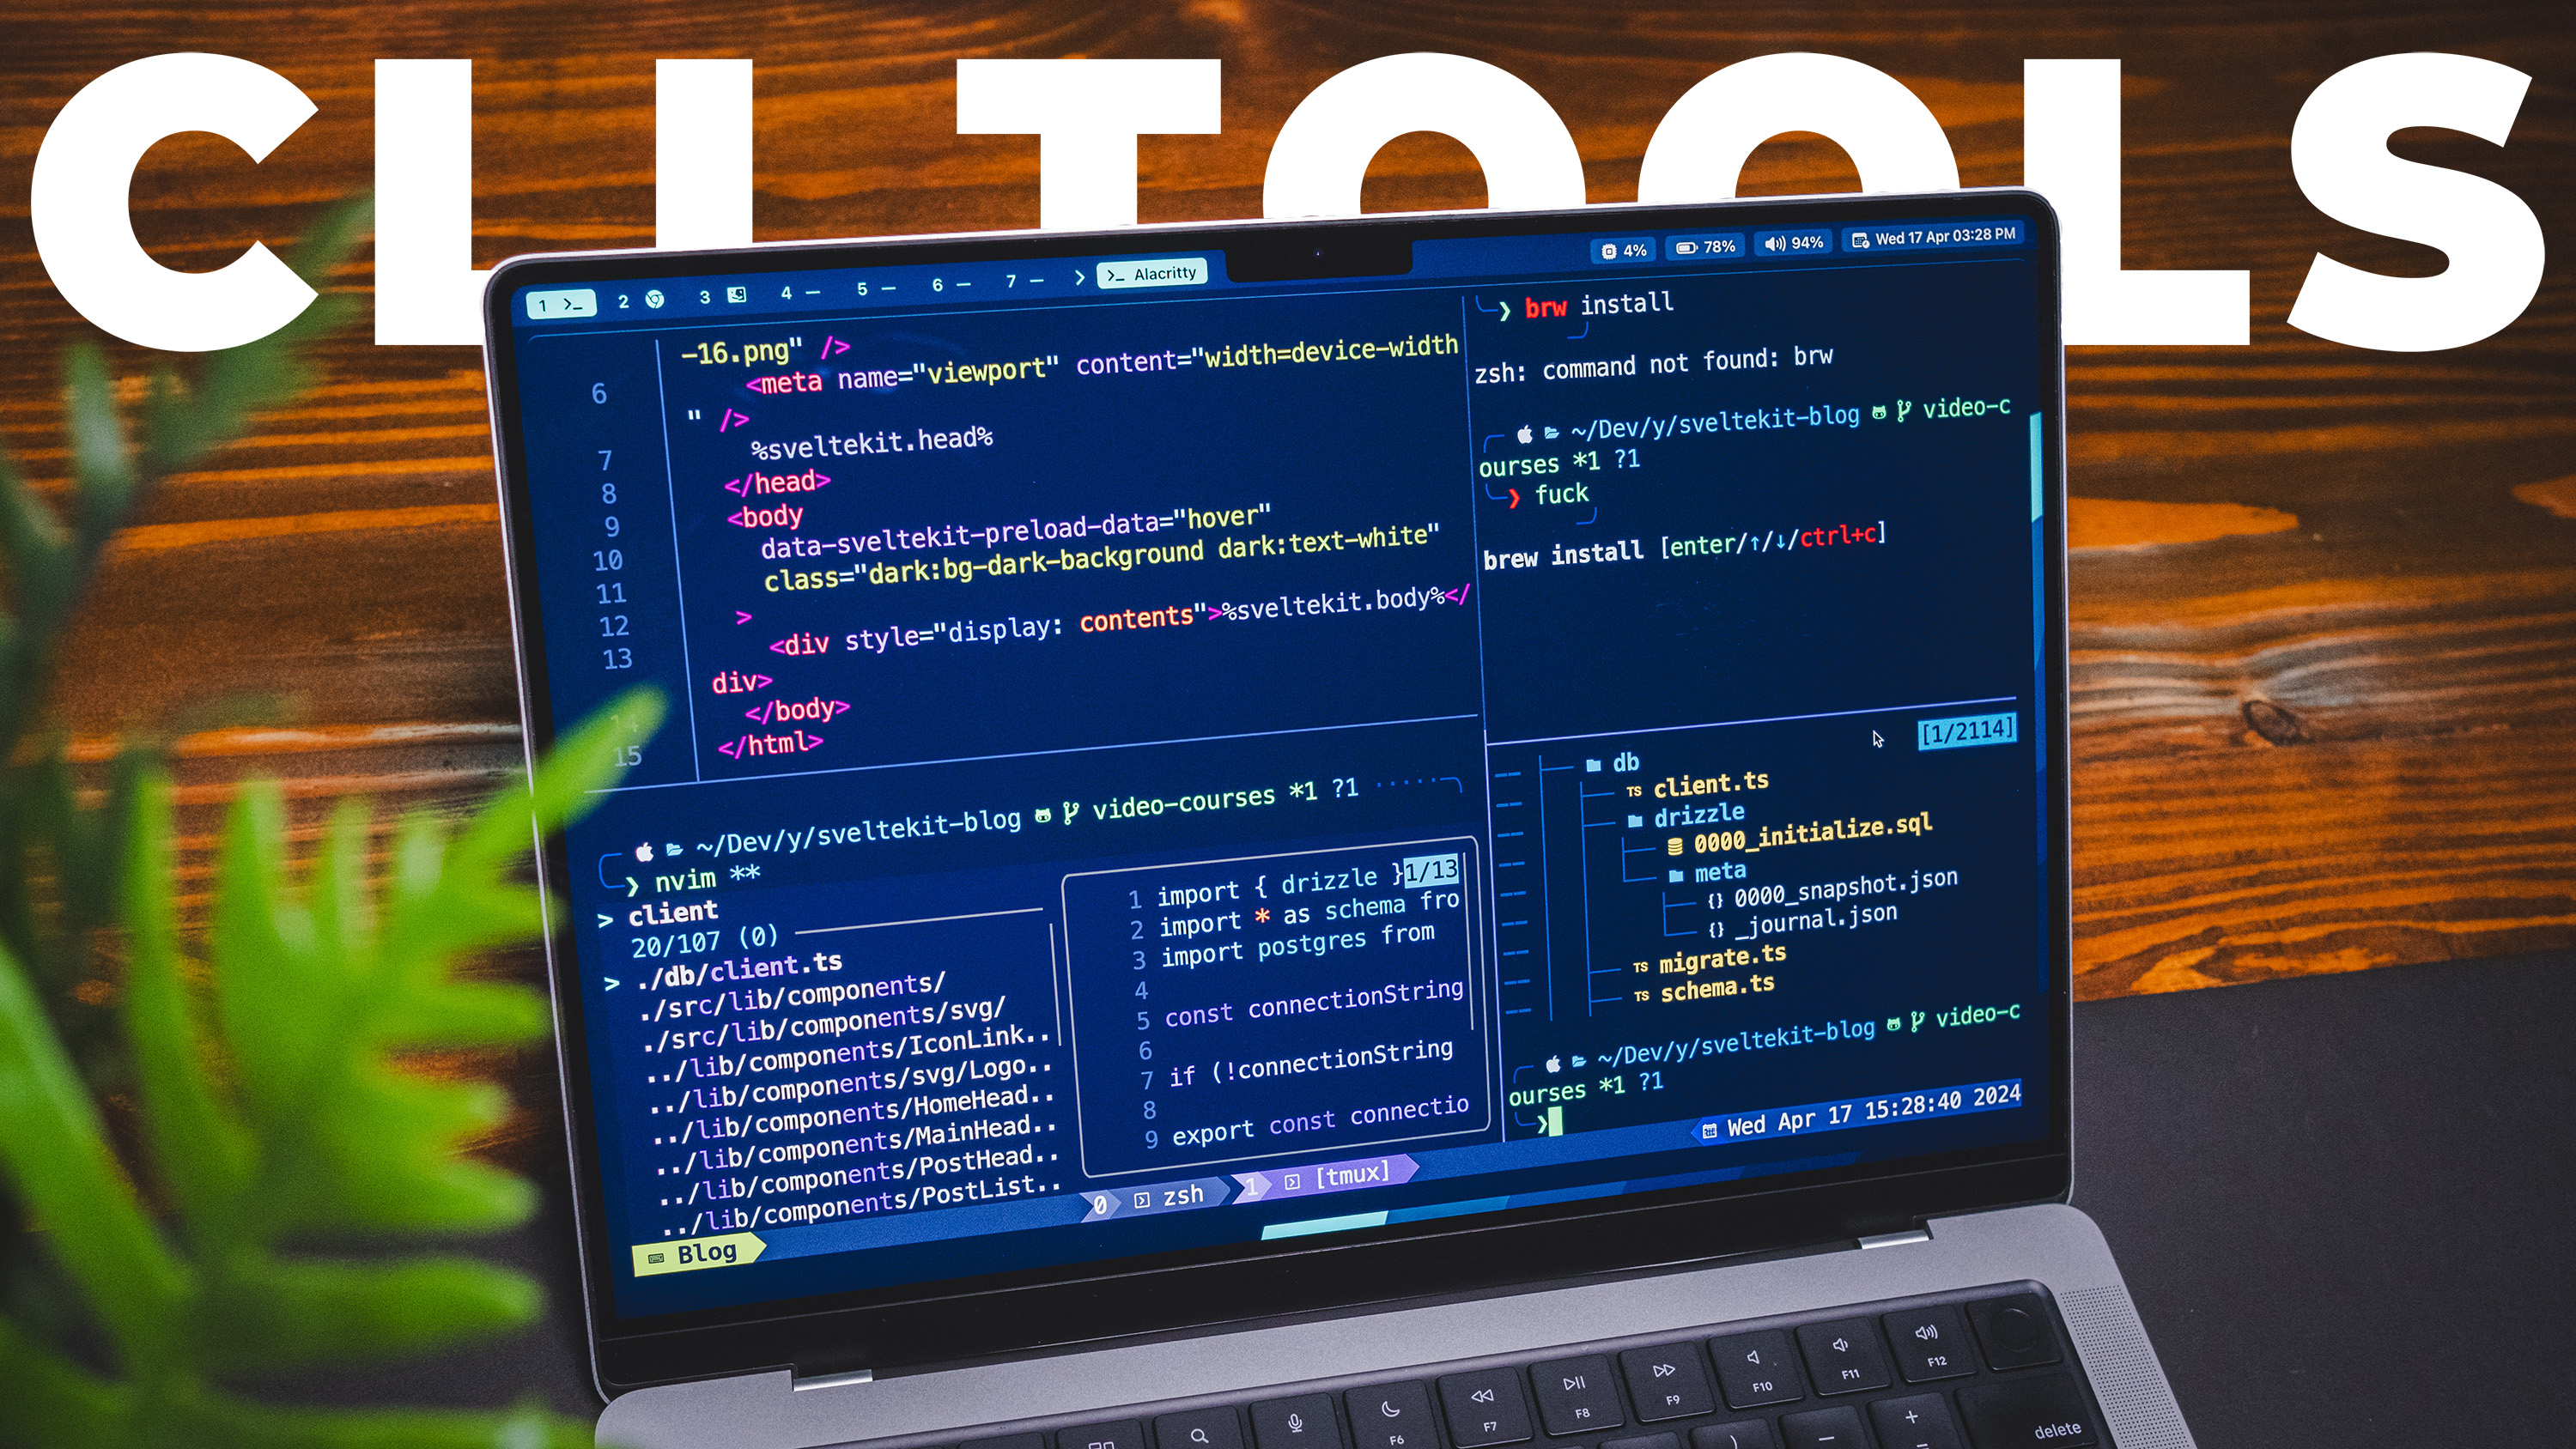 CLI TOOLS
1 >_ 2 3 4 — 5 — 6 — 7 — > >_ Alacritty
4% 78% 94% Wed 17 Apr 03:28 PM
-16.png" />
6 <meta name="viewport" content="width=device-width
" />
7 %sveltekit.head%
8 </head>
9 <body
10 data-sveltekit-preload-data="hover"
11 class="dark:bg-dark-background dark:text-white"
12 >
13 <div style="display: contents">%sveltekit.body%</
div>
14 </body>
15 </html>
❯ brw install
zsh: command not found: brw
~/Dev/y/sveltekit-blog video-c
ourses *1 ?1
❯ fuck
brew install [enter/↑/↓/ctrl+c]
~/Dev/y/sveltekit-blog video-courses *1 ?1
❯ nvim **
> client
20/107 (0)
> ./db/client.ts
./src/lib/components/
./src/lib/components/svg/
../lib/components/IconLink..
../lib/components/svg/Logo..
../lib/components/HomeHead..
../lib/components/MainHead..
../lib/components/PostHead..
../lib/components/PostList..
1 import { drizzle }1/13
2 import * as schema fro
3 import postgres from
4
5 const connectionString
6
7 if (!connectionString
8
9 export const connectio
[1/2114]
db
TS client.ts
drizzle
0000_initialize.sql
meta
{} 0000_snapshot.json
{} _journal.json
TS migrate.ts
TS schema.ts
~/Dev/y/sveltekit-blog video-c
ourses *1 ?1
❯
Blog
0 zsh 1 [tmux]
Wed Apr 17 15:28:40 2024
F6 F7 F8 F9 F10 F11 F12
delete